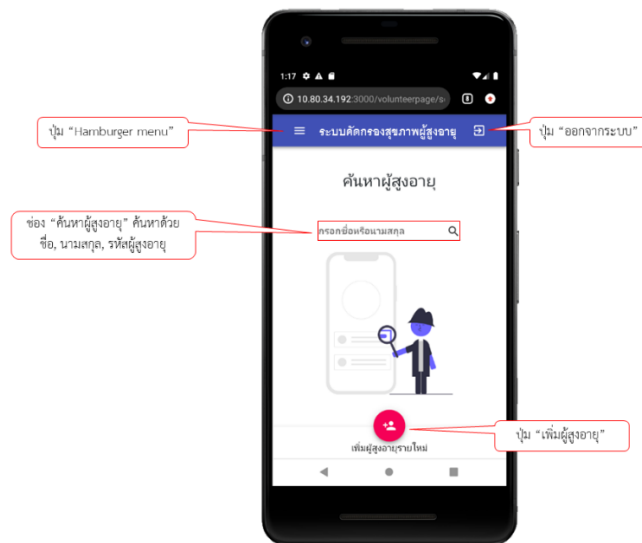 1:17
10.80.34.192:3000/volunteerpage/s
ปุ่ม “Hamburger menu”
ระบบคัดกรองสุขภาพผู้สูงอายุ
ปุ่ม “ออกจากระบบ”
ค้นหาผู้สูงอายุ
ช่อง “ค้นหาผู้สูงอายุ” ค้นหาด้วย
ชื่อ, นามสกุล, รหัสผู้สูงอายุ
กรอกชื่อหรือนามสกุล
ปุ่ม “เพิ่มผู้สูงอายุ”
เพิ่มผู้สูงอายุรายใหม่